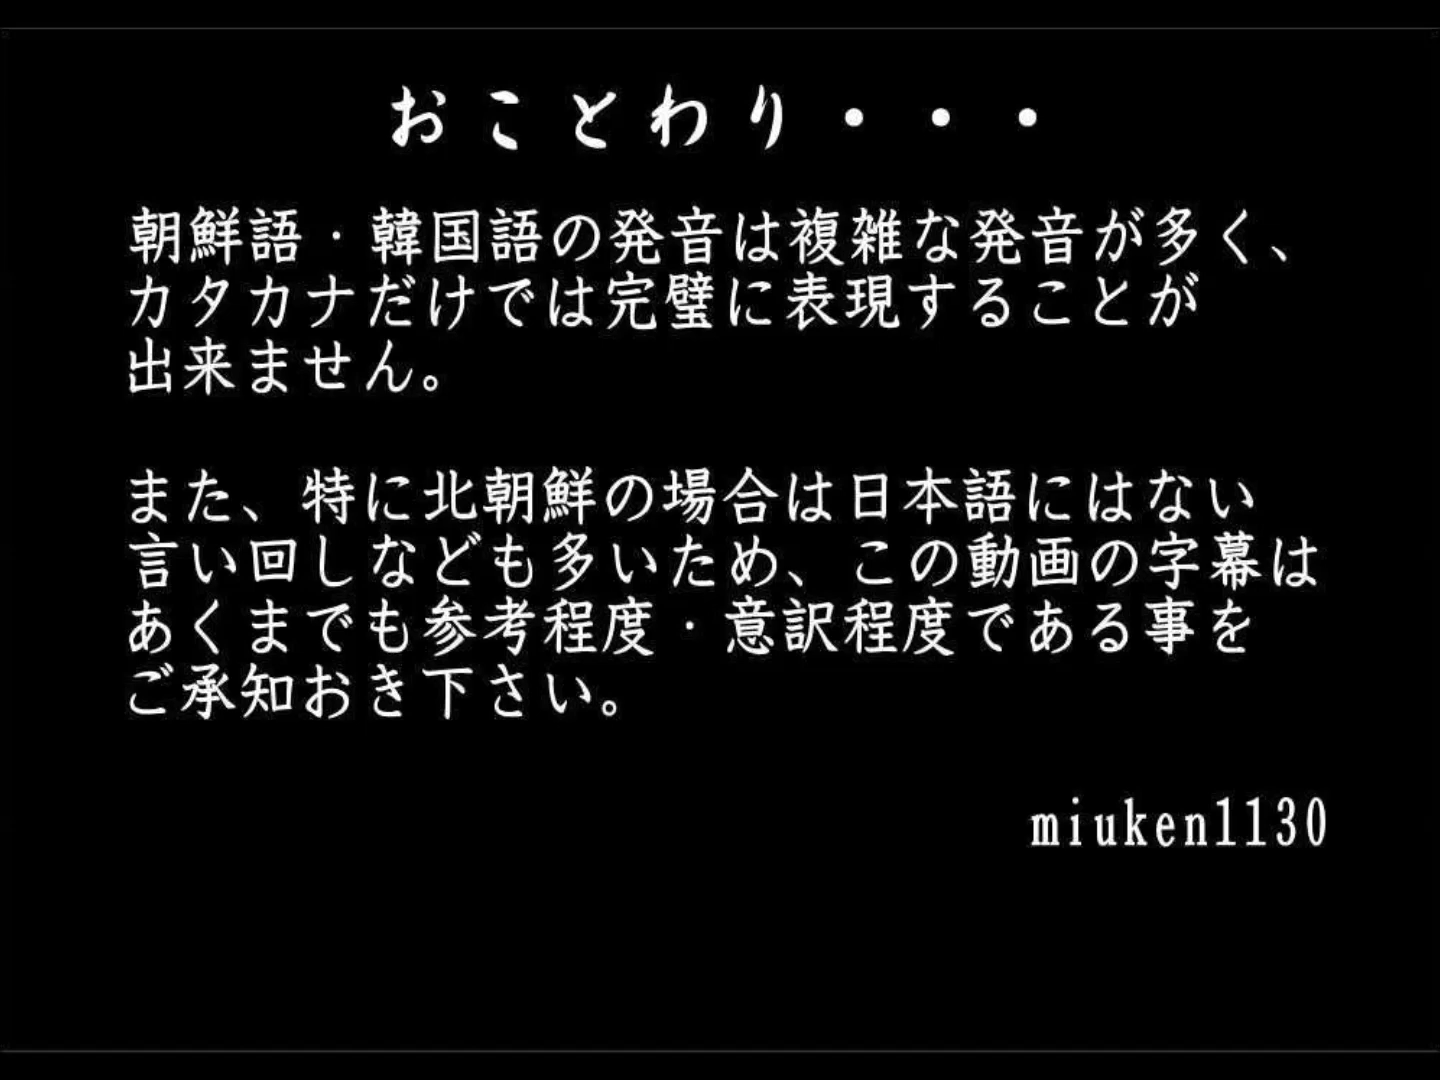 おことわり・・・
朝鮮語・韓国語の発音は複雑な発音が多く、
カタカナだけでは完璧に表現することが
出来ません。
また、特に北朝鮮の場合は日本語にはない
言い回しなども多いため、この動画の字幕は
あくまでも参考程度・意訳程度である事を
ご承知おき下さい。
miuken1130